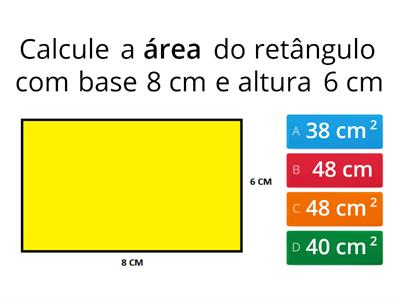 Calcule a área do retângulo
com base 8 cm e altura 6 cm
6 CM
8 CM
A 38 cm²
B 48 cm
C 48 cm²
D 40 cm²